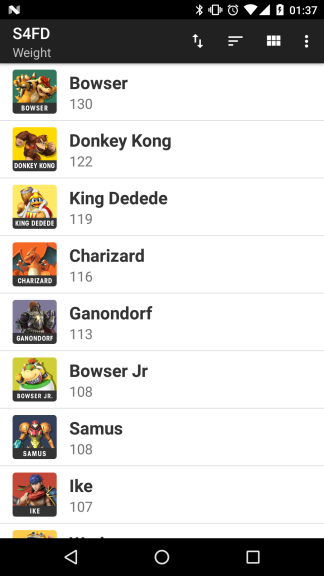 01:37
S4FD
Weight
BOWSER
Bowser
130
DONKEY KONG
Donkey Kong
122
KING DEDEDE
King Dedede
119
CHARIZARD
Charizard
116
GANONDORF
Ganondorf
113
BOWSER JR.
Bowser Jr
108
SAMUS
Samus
108
IKE
Ike
107